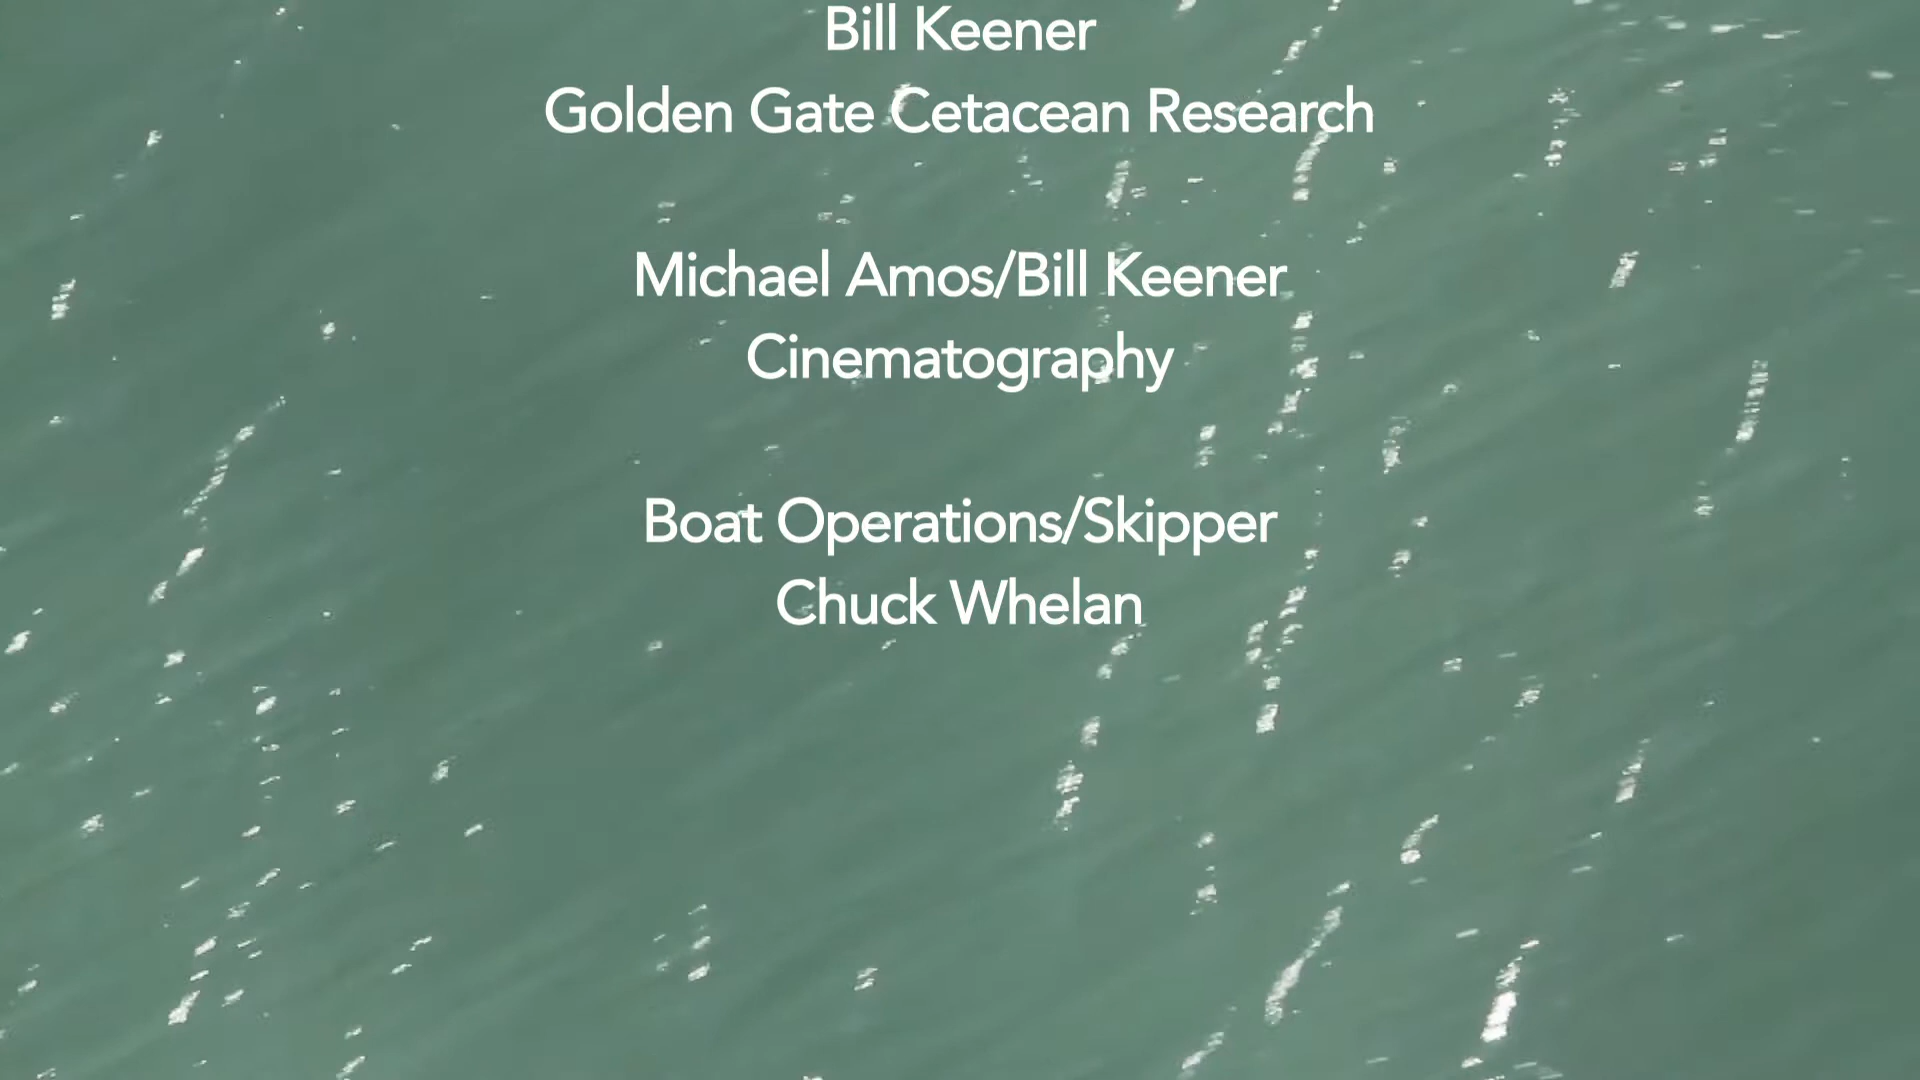 Bill Keener
Golden Gate Cetacean Research
Michael Amos/Bill Keener
Cinematography
Boat Operations/Skipper
Chuck Whelan